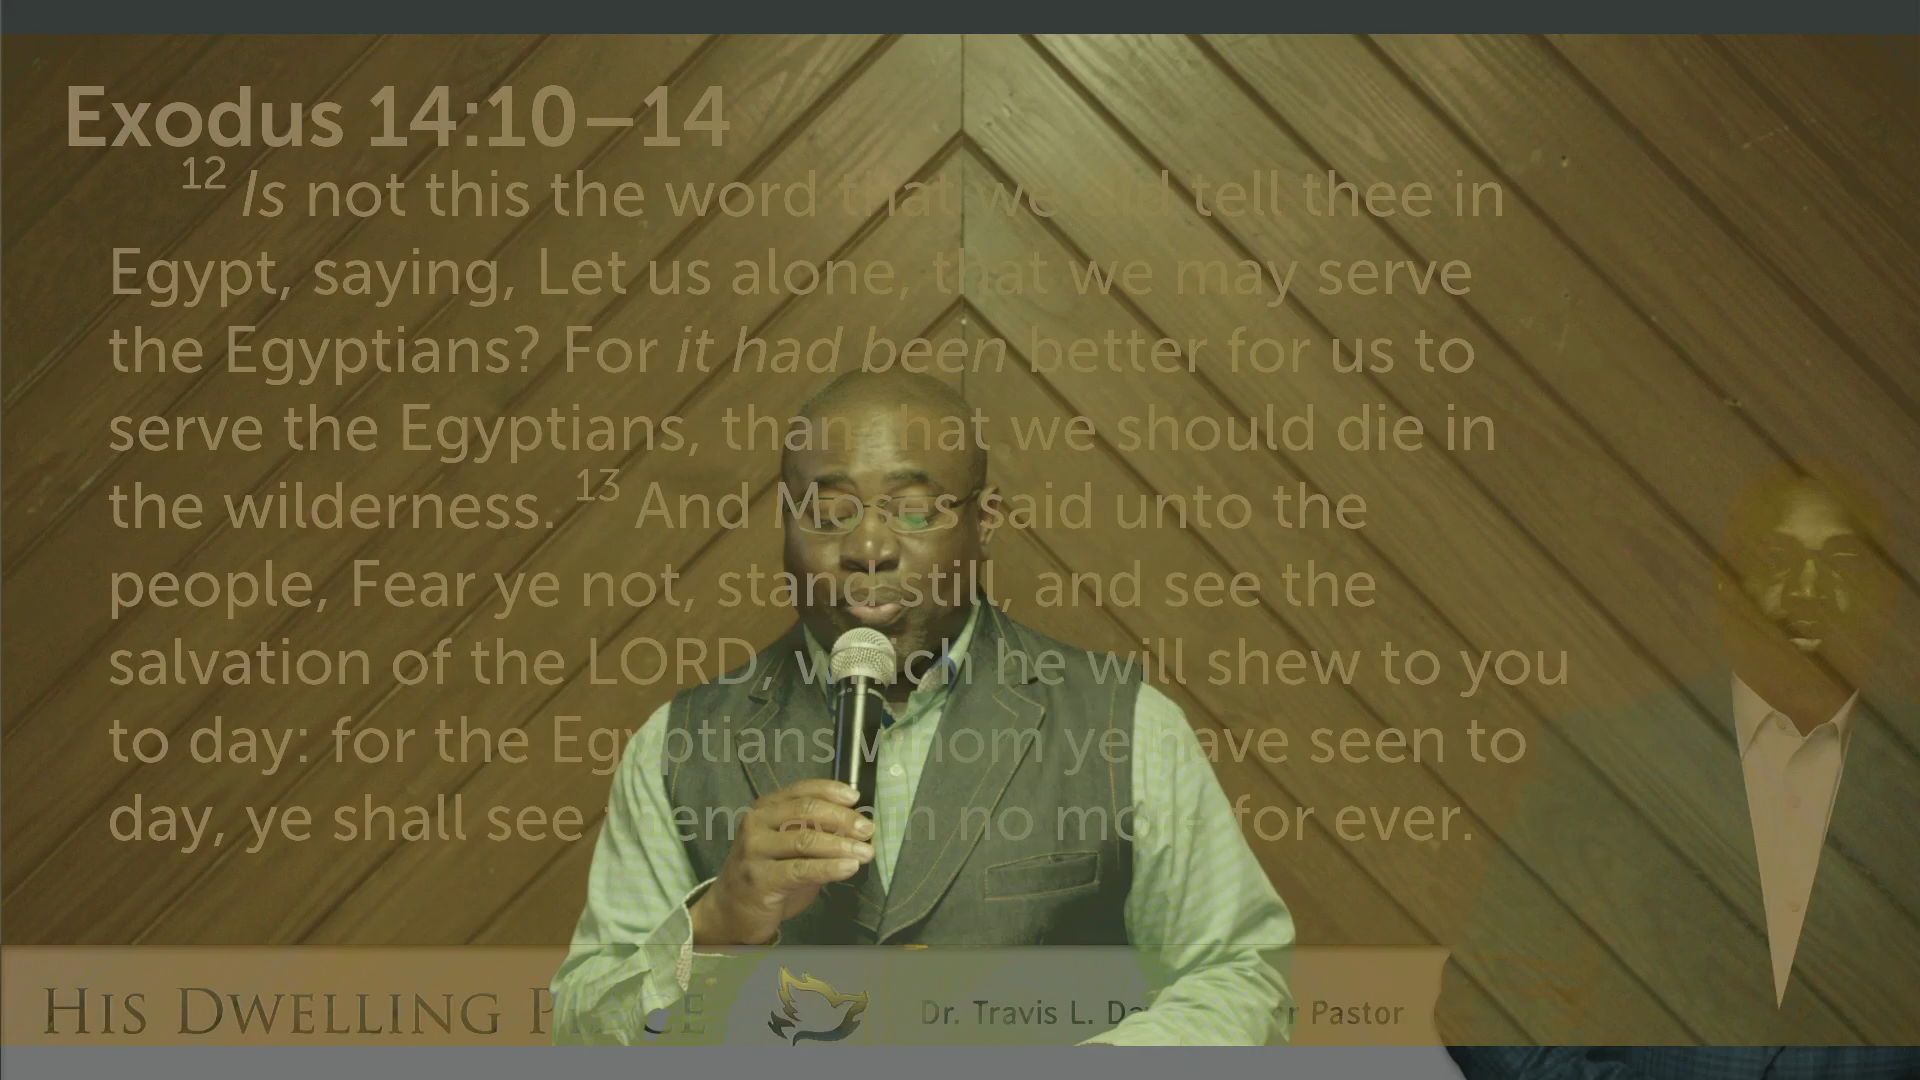 Exodus 14:10–14
12 Is not this the word that we did tell thee in
Egypt, saying, Let us alone, that we may serve
the Egyptians? For it had been better for us to
serve the Egyptians, than that we should die in
the wilderness. 13 And Moses said unto the
people, Fear ye not, stand still, and see the
salvation of the LORD, which he will shew to you
to day: for the Egyptians whom ye have seen to
day, ye shall see them again no more for ever.
HIS DWELLING PLACE
Dr. Travis L. Pastor